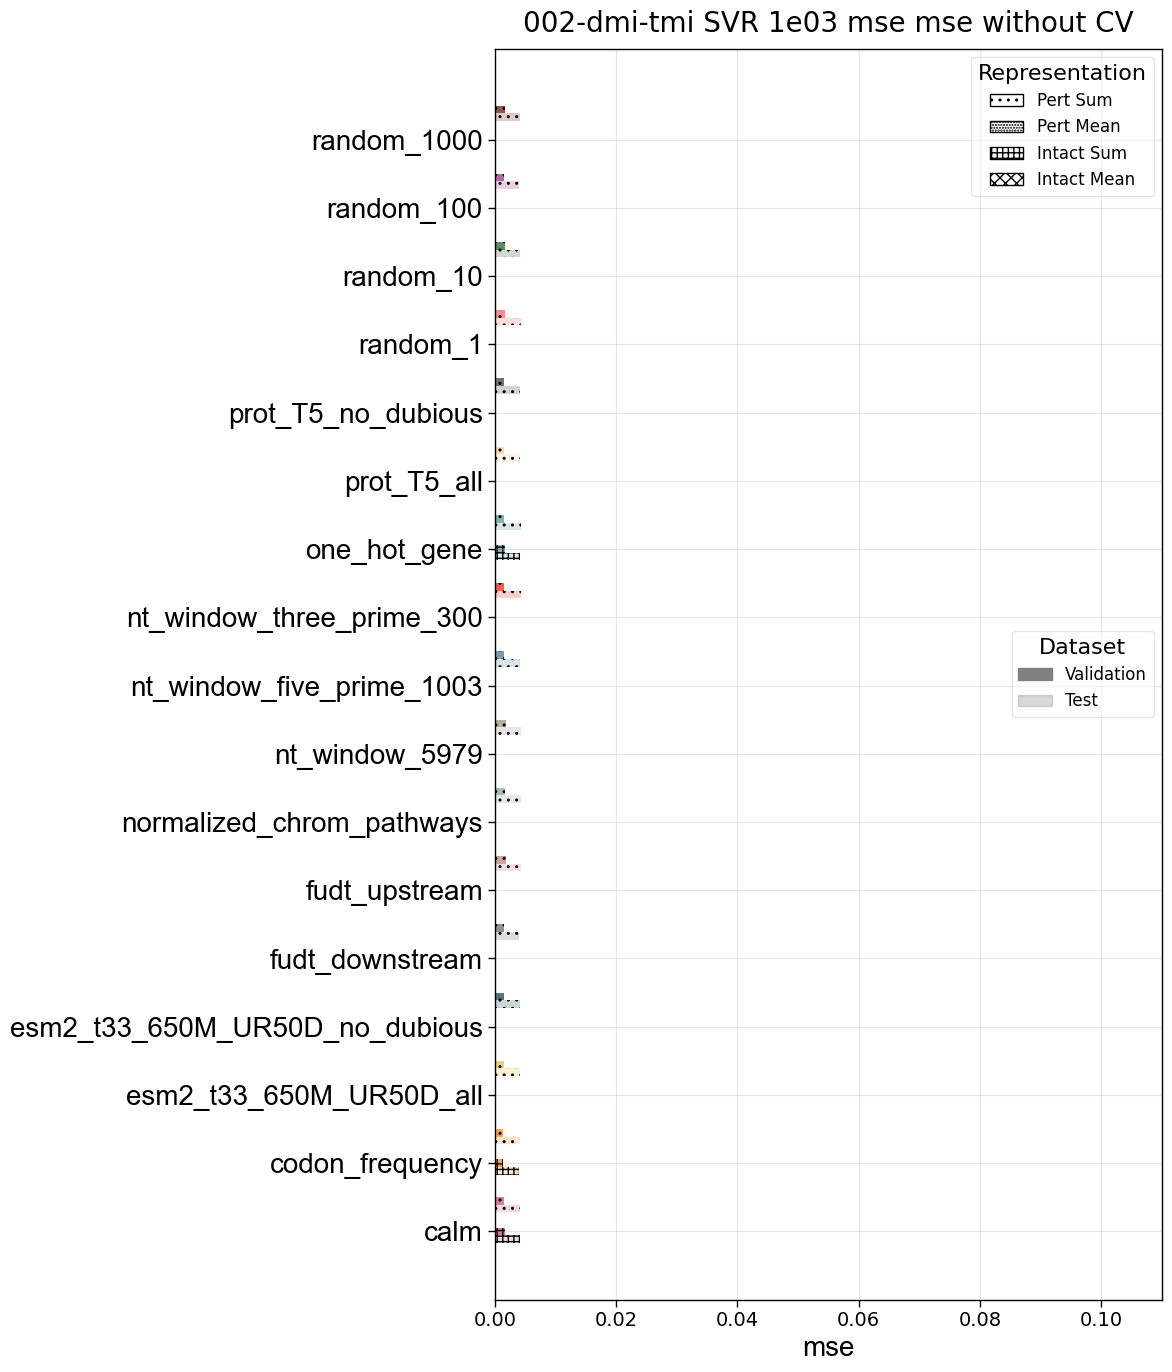 002-dmi-tmi SVR 1e03 mse mse without CV
Representation
Pert Sum
Pert Mean
Intact Sum
Intact Mean
random_1000
random_100
random_10
random_1
prot_T5_no_dubious
prot_T5_all
one_hot_gene
nt_window_three_prime_300
Dataset
Validation
Test
nt_window_five_prime_1003
nt_window_5979
normalized_chrom_pathways
fudt_upstream
fudt_downstream
esm2_t33_650M_UR50D_no_dubious
esm2_t33_650M_UR50D_all
codon_frequency
calm
0.00 0.02 0.04 0.06 0.08 0.10
mse